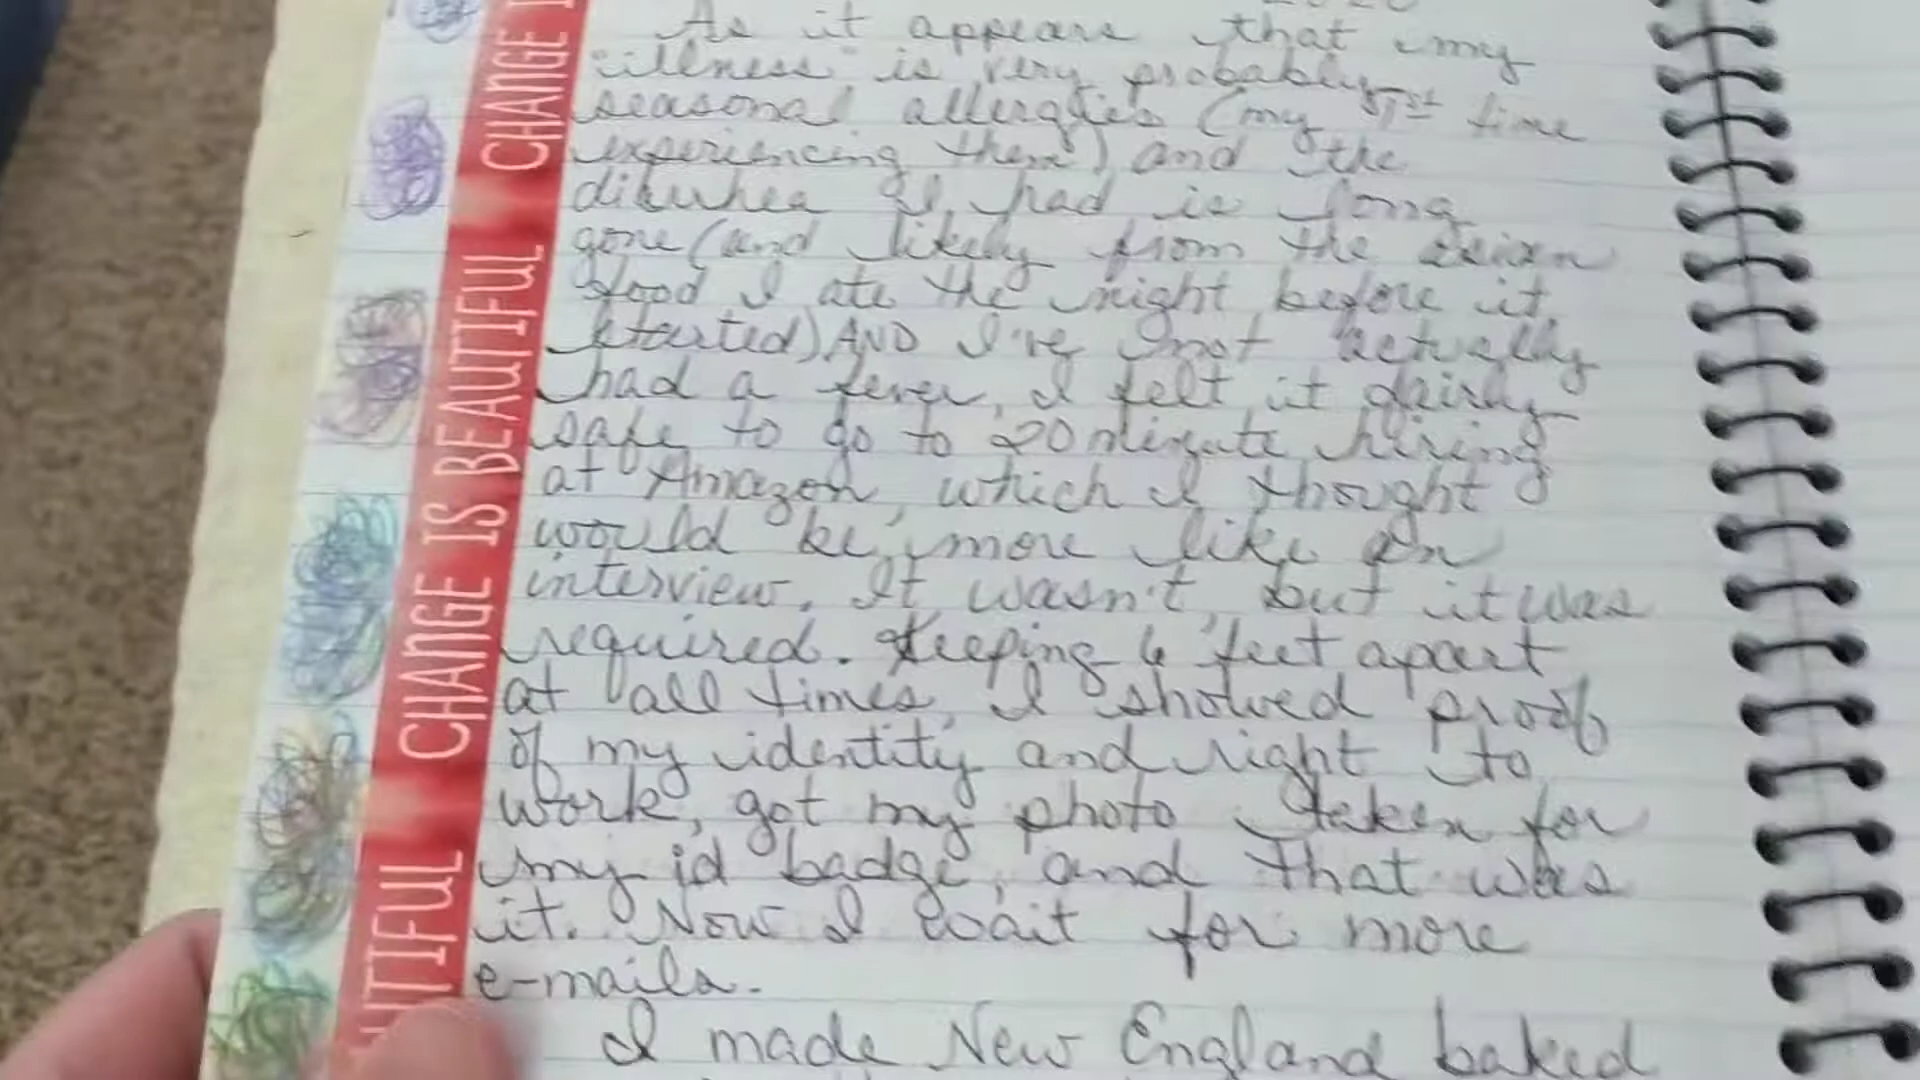 2020
As it appears that my
"illness" is very probably
seasonal allergies (my 1st time
experiencing them) and the
diharhea I had is long
gone (and likely from the asian
food I ate the night before it
started) AND I've not actually
had a fever, I felt it fairly
safe to go to 20 minute hiring
at Amazon, which I thought
would be more like an
interview. It wasn't, but it was
required. Keeping 6 feet apart
at all times, I showed proof
of my identity and right to
work, got my photo taken for
my id badge, and that was
it. Now I wait for more
e-mails.
I made New England baked
CHANGE IS BEAUTIFUL CHANGE I
UTIFUL